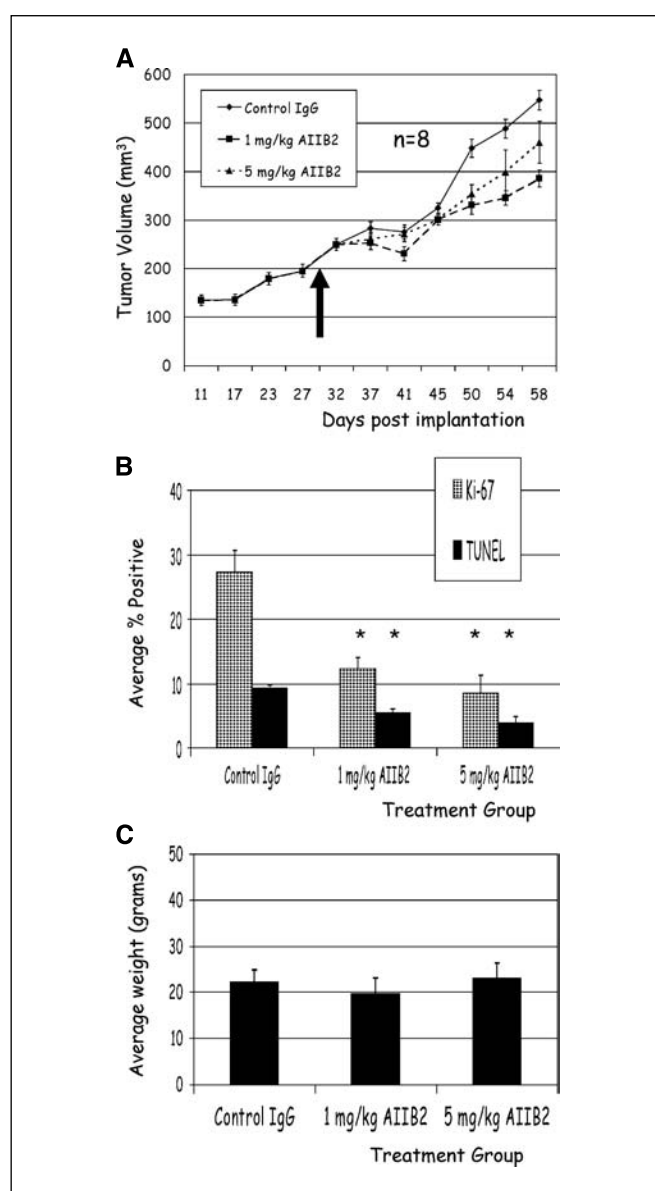 A
600
500
400
300
200
100
0
Tumor Volume (mm³)
Control IgG
1 mg/kg AIIB2
5 mg/kg AIIB2
n=8
11 17 23 27 32 37 41 45 50 54 58
Days post implantation
B
40
30
20
10
0
Average % Positive
Ki-67
TUNEL
* * * *
Control IgG 1 mg/kg AIIB2 5 mg/kg AIIB2
Treatment Group
C
50
40
30
20
10
0
Average weight (grams)
Control IgG 1 mg/kg AIIB2 5 mg/kg AIIB2
Treatment Group